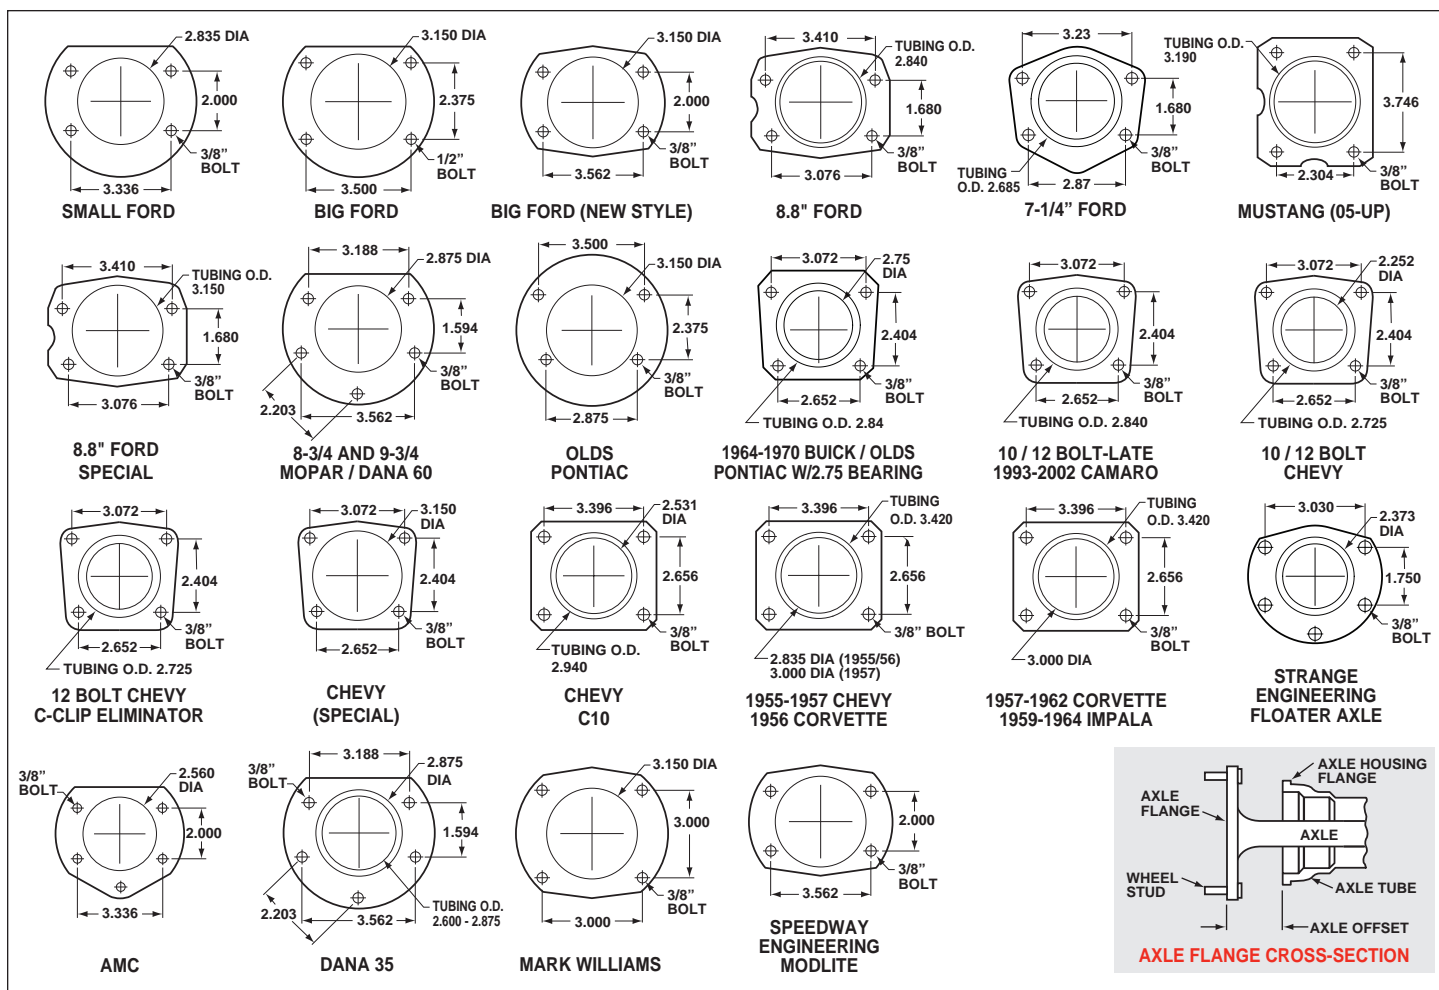 2.835 DIA
2.000
3/8”
BOLT
3.336
SMALL FORD
3.150 DIA
2.375
1/2”
BOLT
3.500
BIG FORD
3.150 DIA
2.000
3/8”
BOLT
3.562
BIG FORD (NEW STYLE)
3.410
TUBING O.D.
2.840
1.680
3/8”
BOLT
3.076
8.8" FORD
3.23
1.680
3/8”
BOLT
TUBING
O.D. 2.685
2.87
7-1/4” FORD
TUBING O.D.
3.190
3.746
3/8”
BOLT
2.304
MUSTANG (05-UP)
3.410
TUBING O.D.
3.150
1.680
3/8”
BOLT
3.076
8.8" FORD
SPECIAL
3.188
2.875 DIA
1.594
3/8”
BOLT
2.203
3.562
8-3/4 AND 9-3/4
MOPAR / DANA 60
3.500
3.150 DIA
2.375
3/8”
BOLT
2.875
OLDS
PONTIAC
3.072
2.75
DIA
2.404
3/8”
BOLT
2.652
TUBING O.D. 2.84
1964-1970 BUICK / OLDS
PONTIAC W/2.75 BEARING
3.072
2.404
3/8”
BOLT
2.652
TUBING O.D. 2.840
10 / 12 BOLT-LATE
1993-2002 CAMARO
3.072
2.252
DIA
2.404
3/8”
BOLT
2.652
TUBING O.D. 2.725
10 / 12 BOLT
CHEVY
3.072
2.404
3/8”
BOLT
2.652
TUBING O.D. 2.725
12 BOLT CHEVY
C-CLIP ELIMINATOR
3.072
3.150
DIA
2.404
3/8”
BOLT
2.652
CHEVY
(SPECIAL)
3.396
2.531
DIA
2.656
3/8”
BOLT
TUBING O.D.
2.940
CHEVY
C10
3.396
TUBING
O.D. 3.420
2.656
3/8” BOLT
2.835 DIA (1955/56)
3.000 DIA (1957)
1955-1957 CHEVY
1956 CORVETTE
3.396
TUBING
O.D. 3.420
2.656
3/8”
BOLT
3.000 DIA
1957-1962 CORVETTE
1959-1964 IMPALA
3.030
2.373
DIA
1.750
3/8”
BOLT
STRANGE
ENGINEERING
FLOATER AXLE
3/8”
BOLT
2.560
DIA
2.000
3.336
AMC
3/8”
BOLT
3.188
2.875
DIA
1.594
2.203
3.562
TUBING O.D.
2.600 - 2.875
DANA 35
3.150 DIA
3.000
3/8”
BOLT
3.000
MARK WILLIAMS
2.000
3/8”
BOLT
3.562
SPEEDWAY
ENGINEERING
MODLITE
AXLE HOUSING
FLANGE
AXLE
FLANGE
AXLE
WHEEL
STUD
AXLE TUBE
AXLE OFFSET
AXLE FLANGE CROSS-SECTION